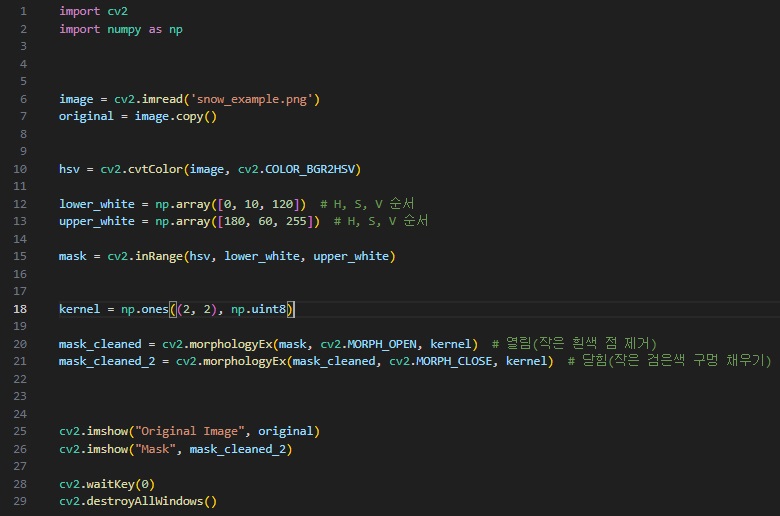 1 import cv2
2 import numpy as np
3
4
5
6 image = cv2.imread('snow_example.png')
7 original = image.copy()
8
9
10 hsv = cv2.cvtColor(image, cv2.COLOR_BGR2HSV)
11
12 lower_white = np.array([0, 10, 120])  # H, S, V 순서
13 upper_white = np.array([180, 60, 255])  # H, S, V 순서
14
15 mask = cv2.inRange(hsv, lower_white, upper_white)
16
17
18 kernel = np.ones((2, 2), np.uint8)
19
20 mask_cleaned = cv2.morphologyEx(mask, cv2.MORPH_OPEN, kernel)  # 열림(작은 흰색 점 제거)
21 mask_cleaned_2 = cv2.morphologyEx(mask_cleaned, cv2.MORPH_CLOSE, kernel)  # 닫힘(작은 검은색 구멍 채우기)
22
23
24
25 cv2.imshow("Original Image", original)
26 cv2.imshow("Mask", mask_cleaned_2)
27
28 cv2.waitKey(0)
29 cv2.destroyAllWindows()